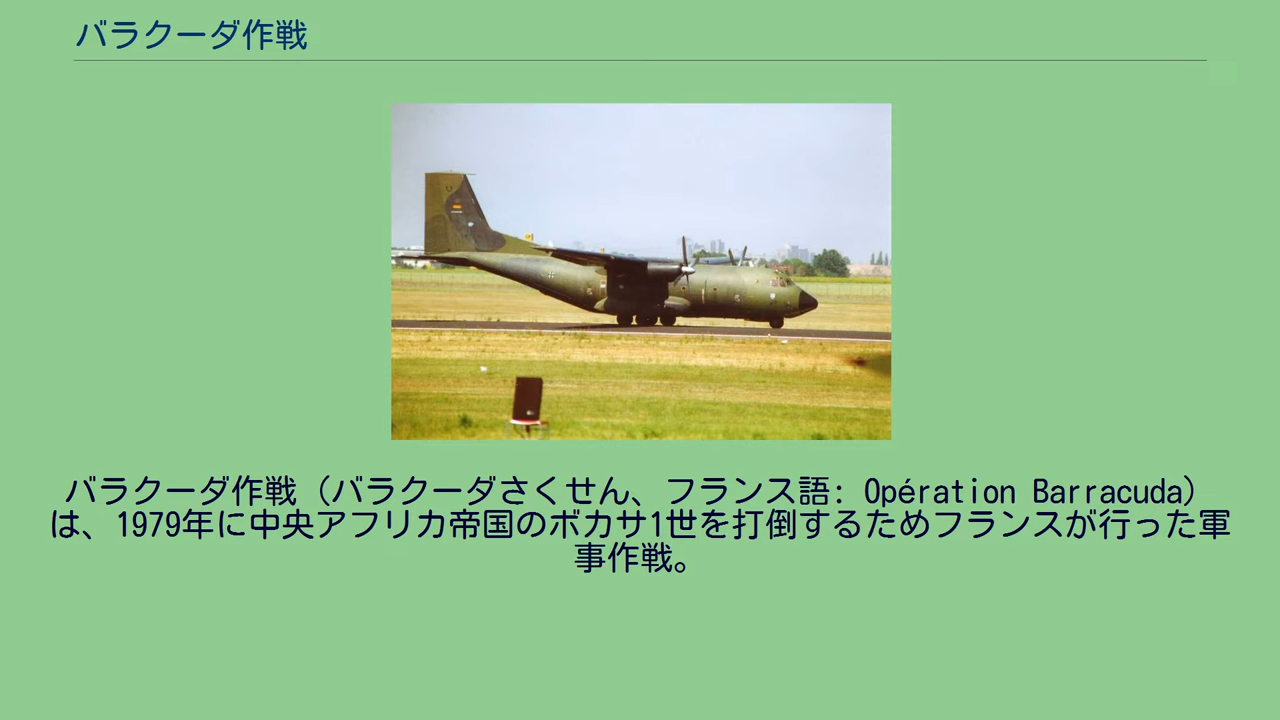 バラクーダ作戦
バラクーダ作戦（バラクーダさくせん、フランス語: Opération Barracuda）
は、1979年に中央アフリカ帝国のボカサ1世を打倒するためフランスが行った軍
事作戦。